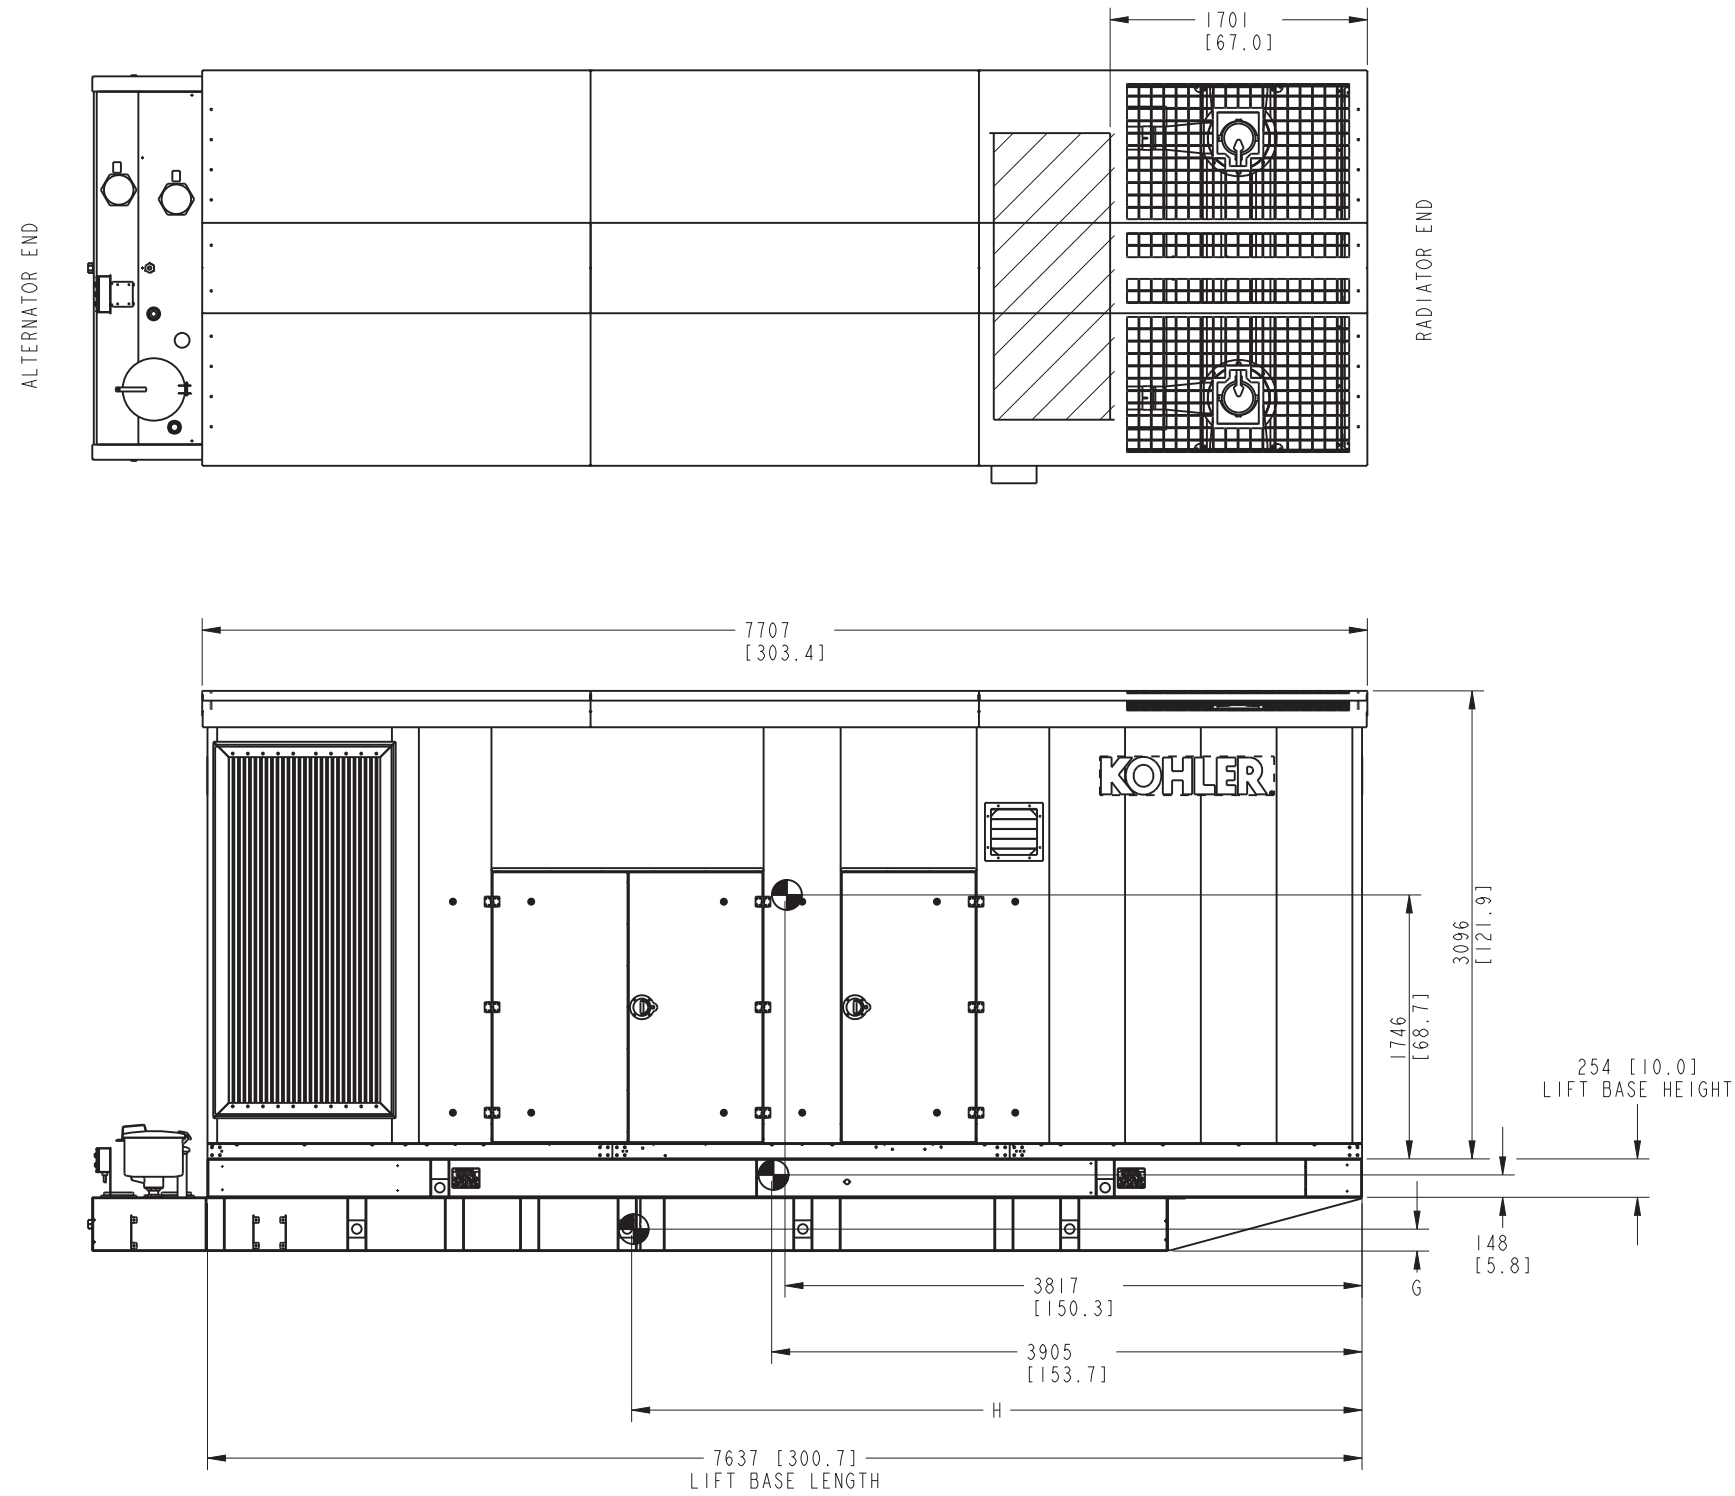 1701
[67.0]
ALTERNATOR END
RADIATOR END
7707
[303.4]
KOHLER
3096
[121.9]
1746
[68.7]
254 [10.0]
LIFT BASE HEIGHT
148
[5.8]
G
3817
[150.3]
3905
[153.7]
H
7637 [300.7]
LIFT BASE LENGTH